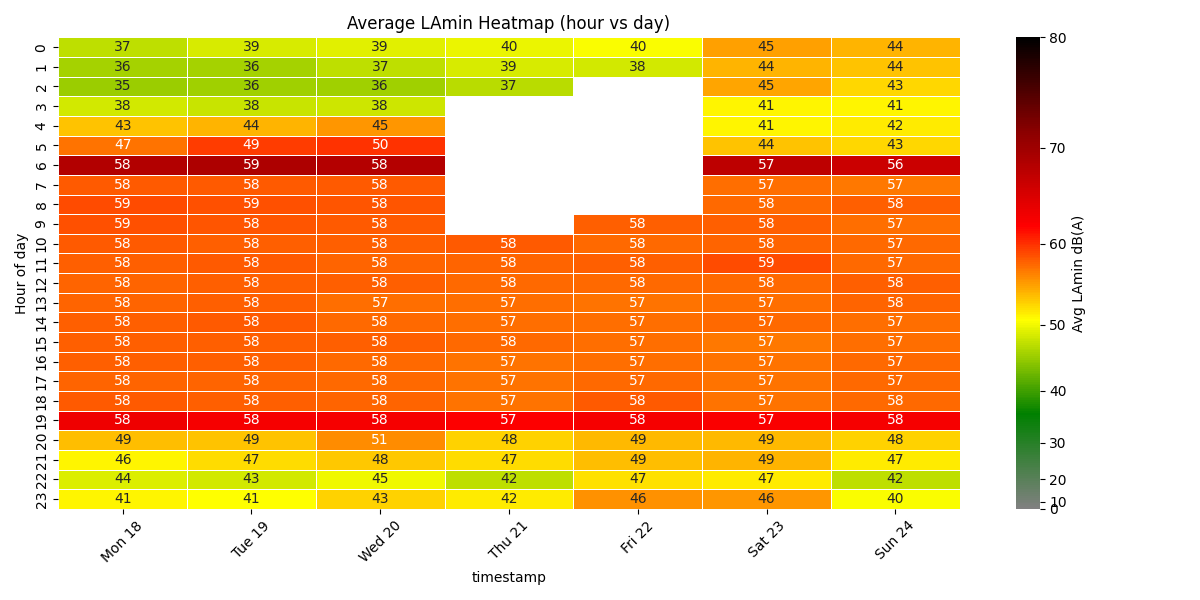 Average LAmin Heatmap (hour vs day)
0 37 39 39 40 40 45 44
1 36 36 37 39 38 44 44
2 35 36 36 37 45 43
3 38 38 38 41 41
4 43 44 45 41 42
5 47 49 50 44 43
6 58 59 58 57 56
7 58 58 58 57 57
8 59 59 58 58 58
9 59 58 58 58 58 57
10 58 58 58 58 58 58 57
11 58 58 58 58 58 59 57
12 58 58 58 58 58 58 58
13 58 58 57 57 57 57 58
14 58 58 58 57 57 57 57
15 58 58 58 58 57 57 57
16 58 58 58 57 57 57 58
17 58 58 58 57 57 57 58
18 58 58 58 57 58 57 58
19 58 58 58 57 58 57 58
20 49 49 51 48 49 49 48
21 46 47 48 47 49 49 47
22 44 43 45 42 47 47 42
23 41 41 43 42 46 46 40
Hour of day
Mon 18 Tue 19 Wed 20 Thu 21 Fri 22 Sat 23 Sun 24
timestamp
80
70
60
50
40
30
20
10
0
Avg LAmin dB(A)